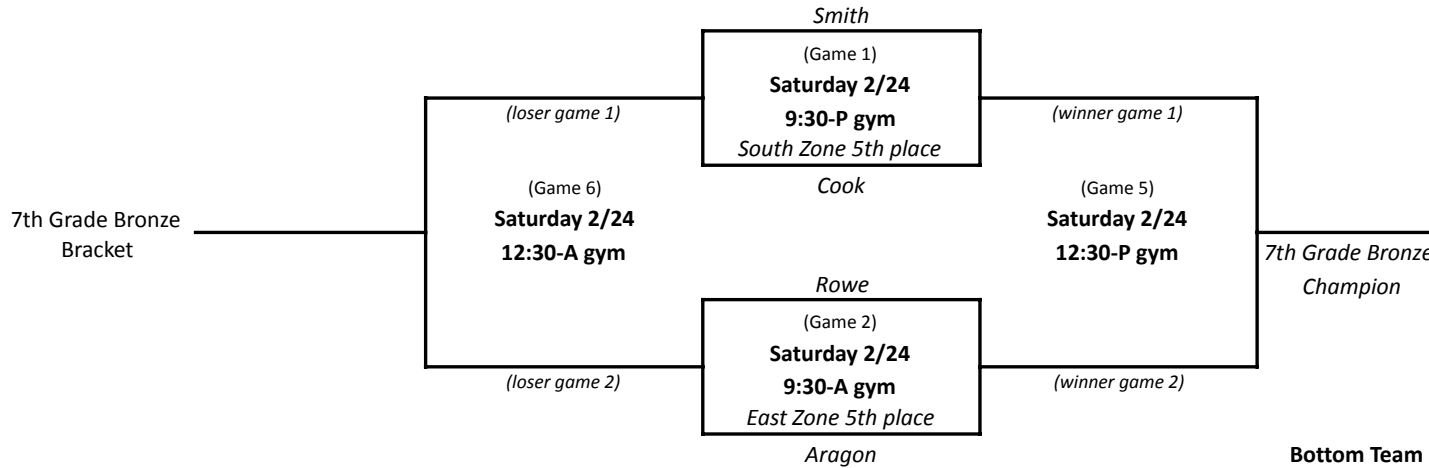 Smith
(Game 1)
Saturday 2/24
(loser game 1)
(winner game 1)
9:30-P gym
South Zone 5th place
Cook
(Game 6)
(Game 5)
7th Grade Bronze
Bracket
Saturday 2/24
Saturday 2/24
12:30-A gym
12:30-P gym
7th Grade Bronze
Champion
Rowe
(Game 2)
Saturday 2/24
(loser game 2)
(winner game 2)
9:30-A gym
East Zone 5th place
Aragon
Bottom Team